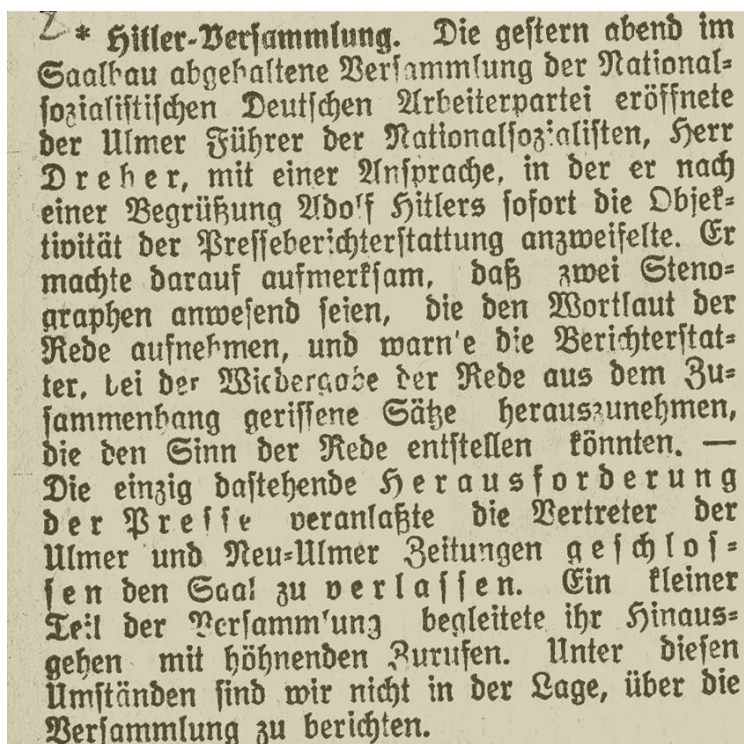 * Hitler-Versammlung. Die gestern abend im
Saalbau abgehaltene Versammlung der National-
sozialistischen Deutschen Arbeiterpartei eröffnete
der Ulmer Führer der Nationalsozialisten, Herr
Dreher, mit einer Ansprache, in der er nach
einer Begrüßung Adolf Hitlers sofort die Objek-
tivität der Presseberichterstattung anzweifelte. Er
machte darauf aufmerksam, daß zwei Steno-
graphen anwesend seien, die den Wortlaut der
Rede aufnehmen, und warnte die Berichterstat-
ter, bei der Wiedergabe der Rede aus dem Zu-
sammenhang gerissene Sätze herauszunehmen,
die den Sinn der Rede entstellen könnten. —
Die einzig dastehende Herausforderung
der Presse veranlaßte die Vertreter der
Ulmer und Neu-Ulmer Zeitungen geschlos-
sen den Saal zu verlassen. Ein kleiner
Teil der Versammlung begleitete ihr Hinaus-
gehen mit höhnenden Zurufen. Unter diesen
Umständen sind wir nicht in der Lage, über die
Versammlung zu berichten.